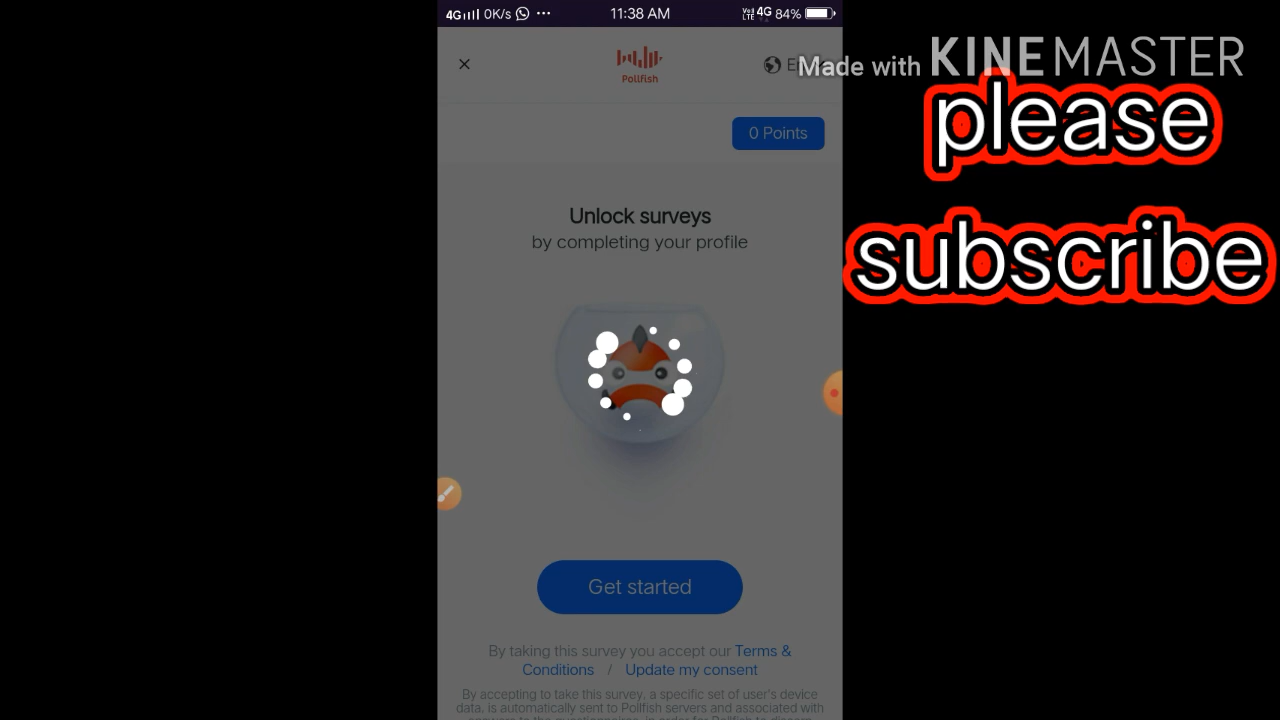 4G 0K/s ... 11:38 AM VoI LTE 4G 84%
Made with KINEMASTER
Pollfish
please
0 Points
Unlock surveys
by completing your profile
subscribe
Get started
By taking this survey you accept our Terms &
Conditions / Update my consent
By accepting to take this survey, a specific set of user's device
data, is automatically sent to Pollfish servers and associated with